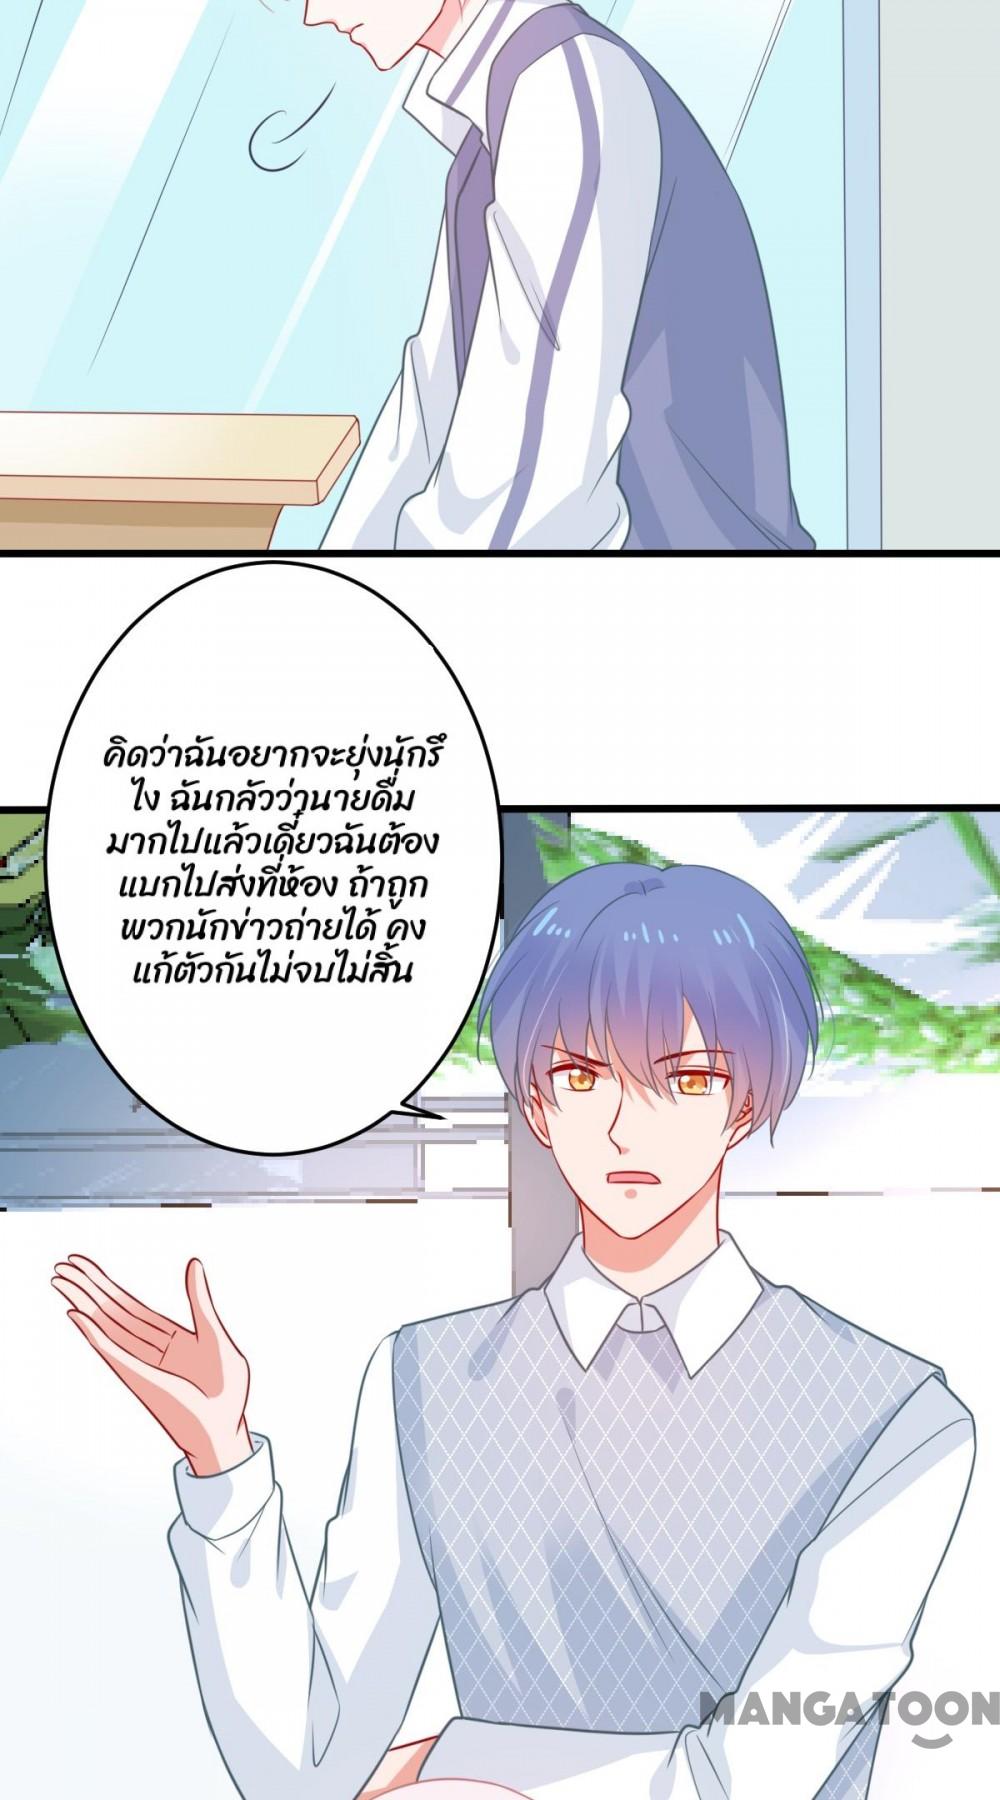 คิดว่าฉันอยากจะยุ่งนักรึ
ไง ฉันกลัวว่านายดื่ม
มากไปแล้วเดี๋ยวฉันต้อง
แบกไปส่งที่ห้อง ถ้าถูก
พวกนักข่าวถ่ายได้ คง
แก้ตัวกันไม่จบไม่สิ้น
MANGATOON